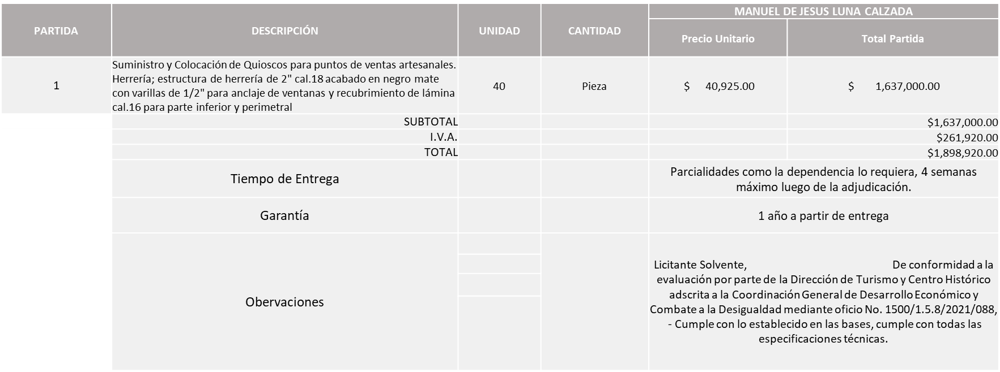 PARTIDA DESCRIPCIÓN UNIDAD CANTIDAD MANUEL DE JESUS LUNA CALZADA
Precio Unitario Total Partida
1
Suministro y Colocación de Quioscos para puntos de ventas artesanales.
Herrería; estructura de herrería de 2" cal.18 acabado en negro mate
con varillas de 1/2" para anclaje de ventanas y recubrimiento de lámina
cal.16 para parte inferior y perimetral
40 Pieza $ 40,925.00 $ 1,637,000.00
SUBTOTAL $1,637,000.00
I.V.A. $261,920.00
TOTAL $1,898,920.00
Tiempo de Entrega
Parcialidades como la dependencia lo requiera, 4 semanas
máximo luego de la adjudicación.
Garantía 1 año a partir de entrega
Obervaciones
Licitante Solvente, De conformidad a la
evaluación por parte de la Dirección de Turismo y Centro Histórico
adscrita a la Coordinación General de Desarrollo Económico y
Combate a la Desigualdad mediante oficio No. 1500/1.5.8/2021/088,
- Cumple con lo establecido en las bases, cumple con todas las
especificaciones técnicas.